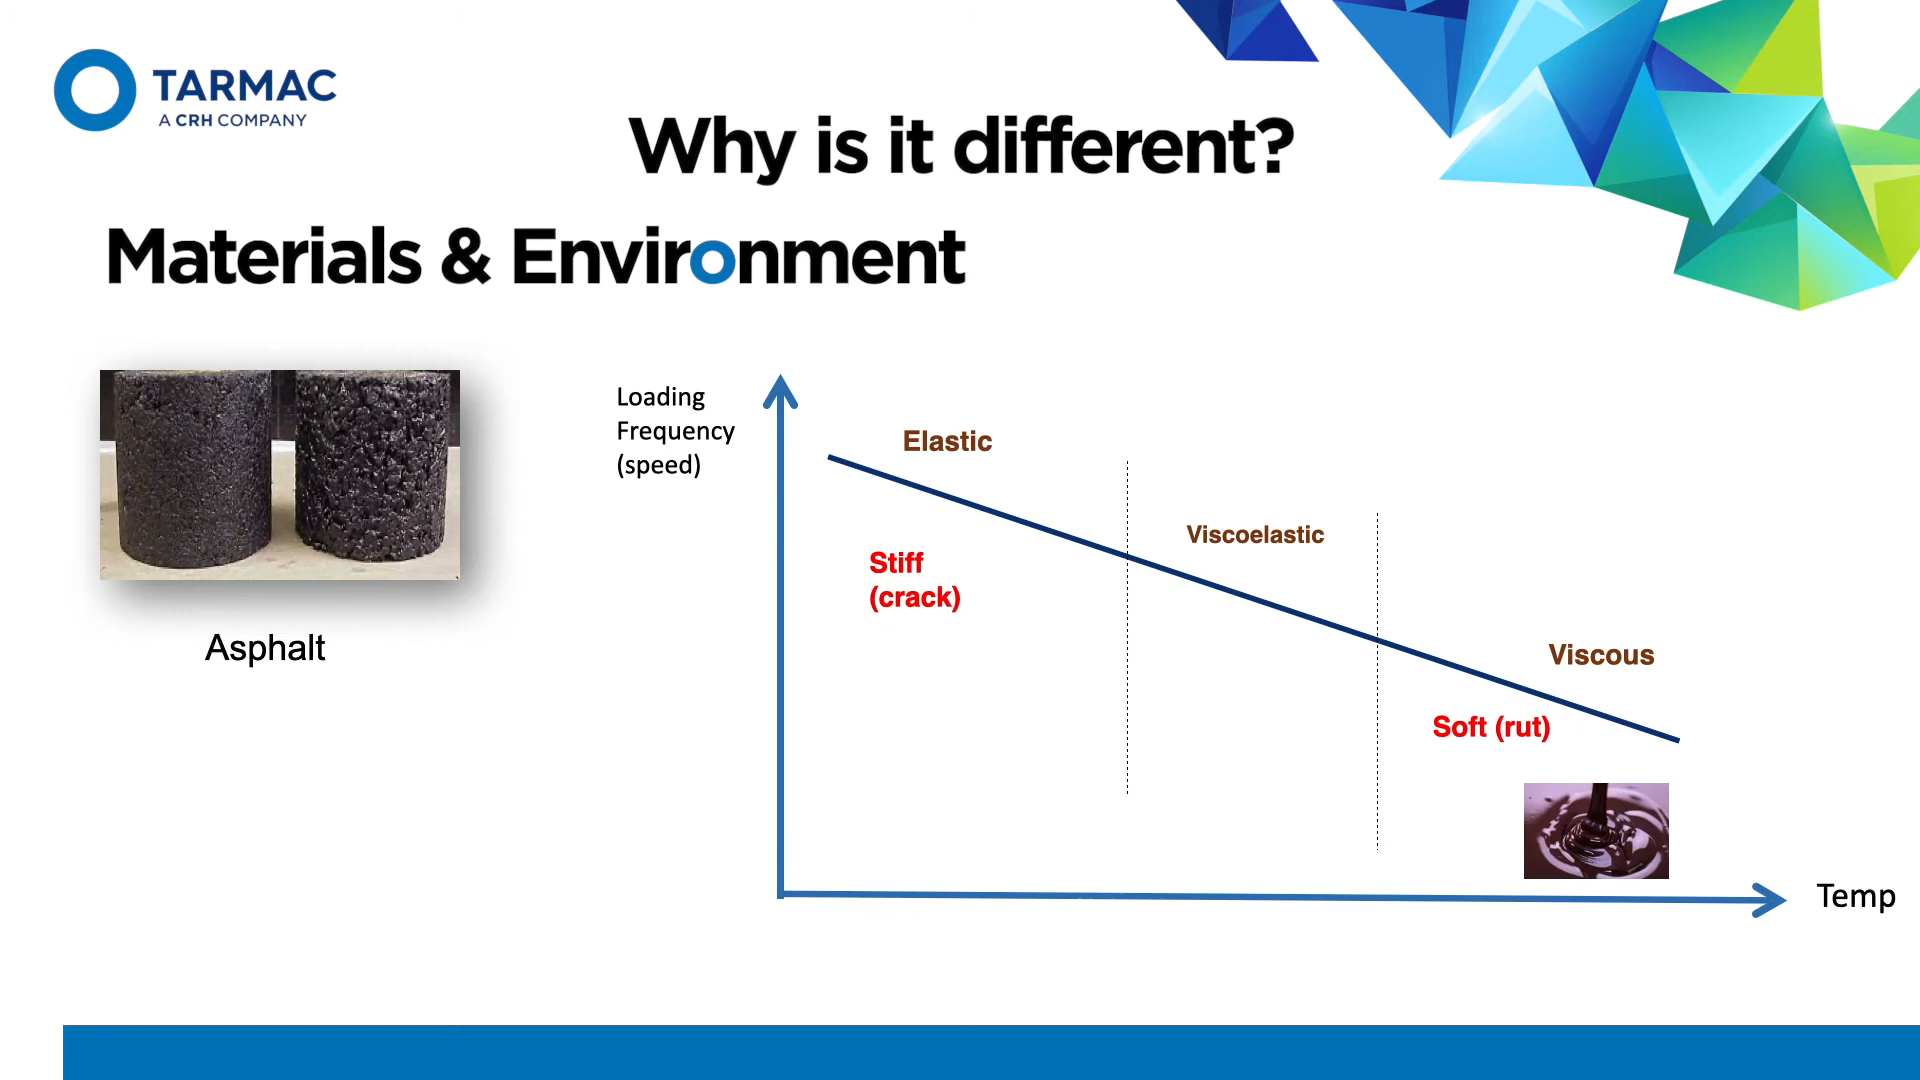 TARMAC
A CRH COMPANY
Why is it different?
Materials & Environment
Loading
Frequency
(speed)
Elastic
Viscoelastic
Stiff
(crack)
Viscous
Soft (rut)
Asphalt
Temp